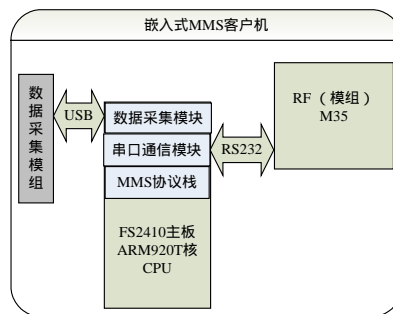 嵌入式MMS客户机
数
据
采
集
模
组
USB
数据采集模块
串口通信模块
MMS协议栈
FS2410主板
ARM920T核
CPU
RS232
RF（模组）
M35